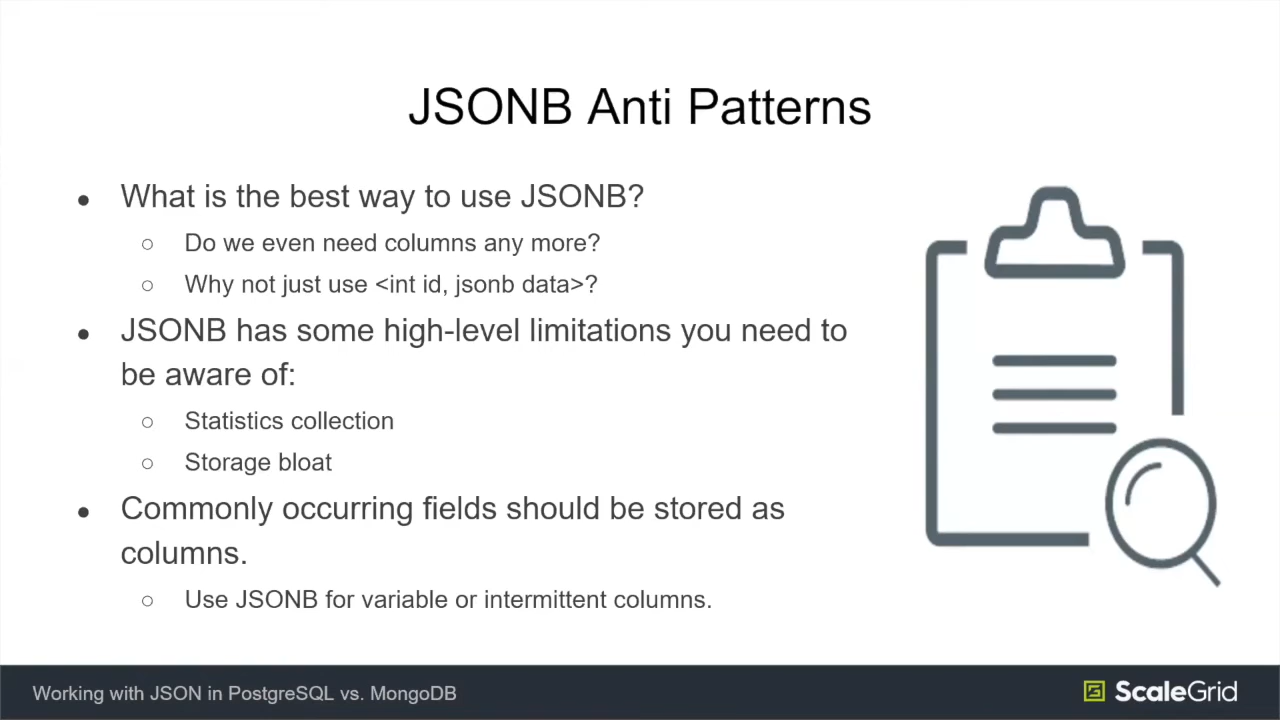 JSONB Anti Patterns
● What is the best way to use JSONB?
○ Do we even need columns any more?
○ Why not just use <int id, jsonb data>?
● JSONB has some high-level limitations you need to
be aware of:
○ Statistics collection
○ Storage bloat
● Commonly occurring fields should be stored as
columns.
○ Use JSONB for variable or intermittent columns.
Working with JSON in PostgreSQL vs. MongoDB
ScaleGrid